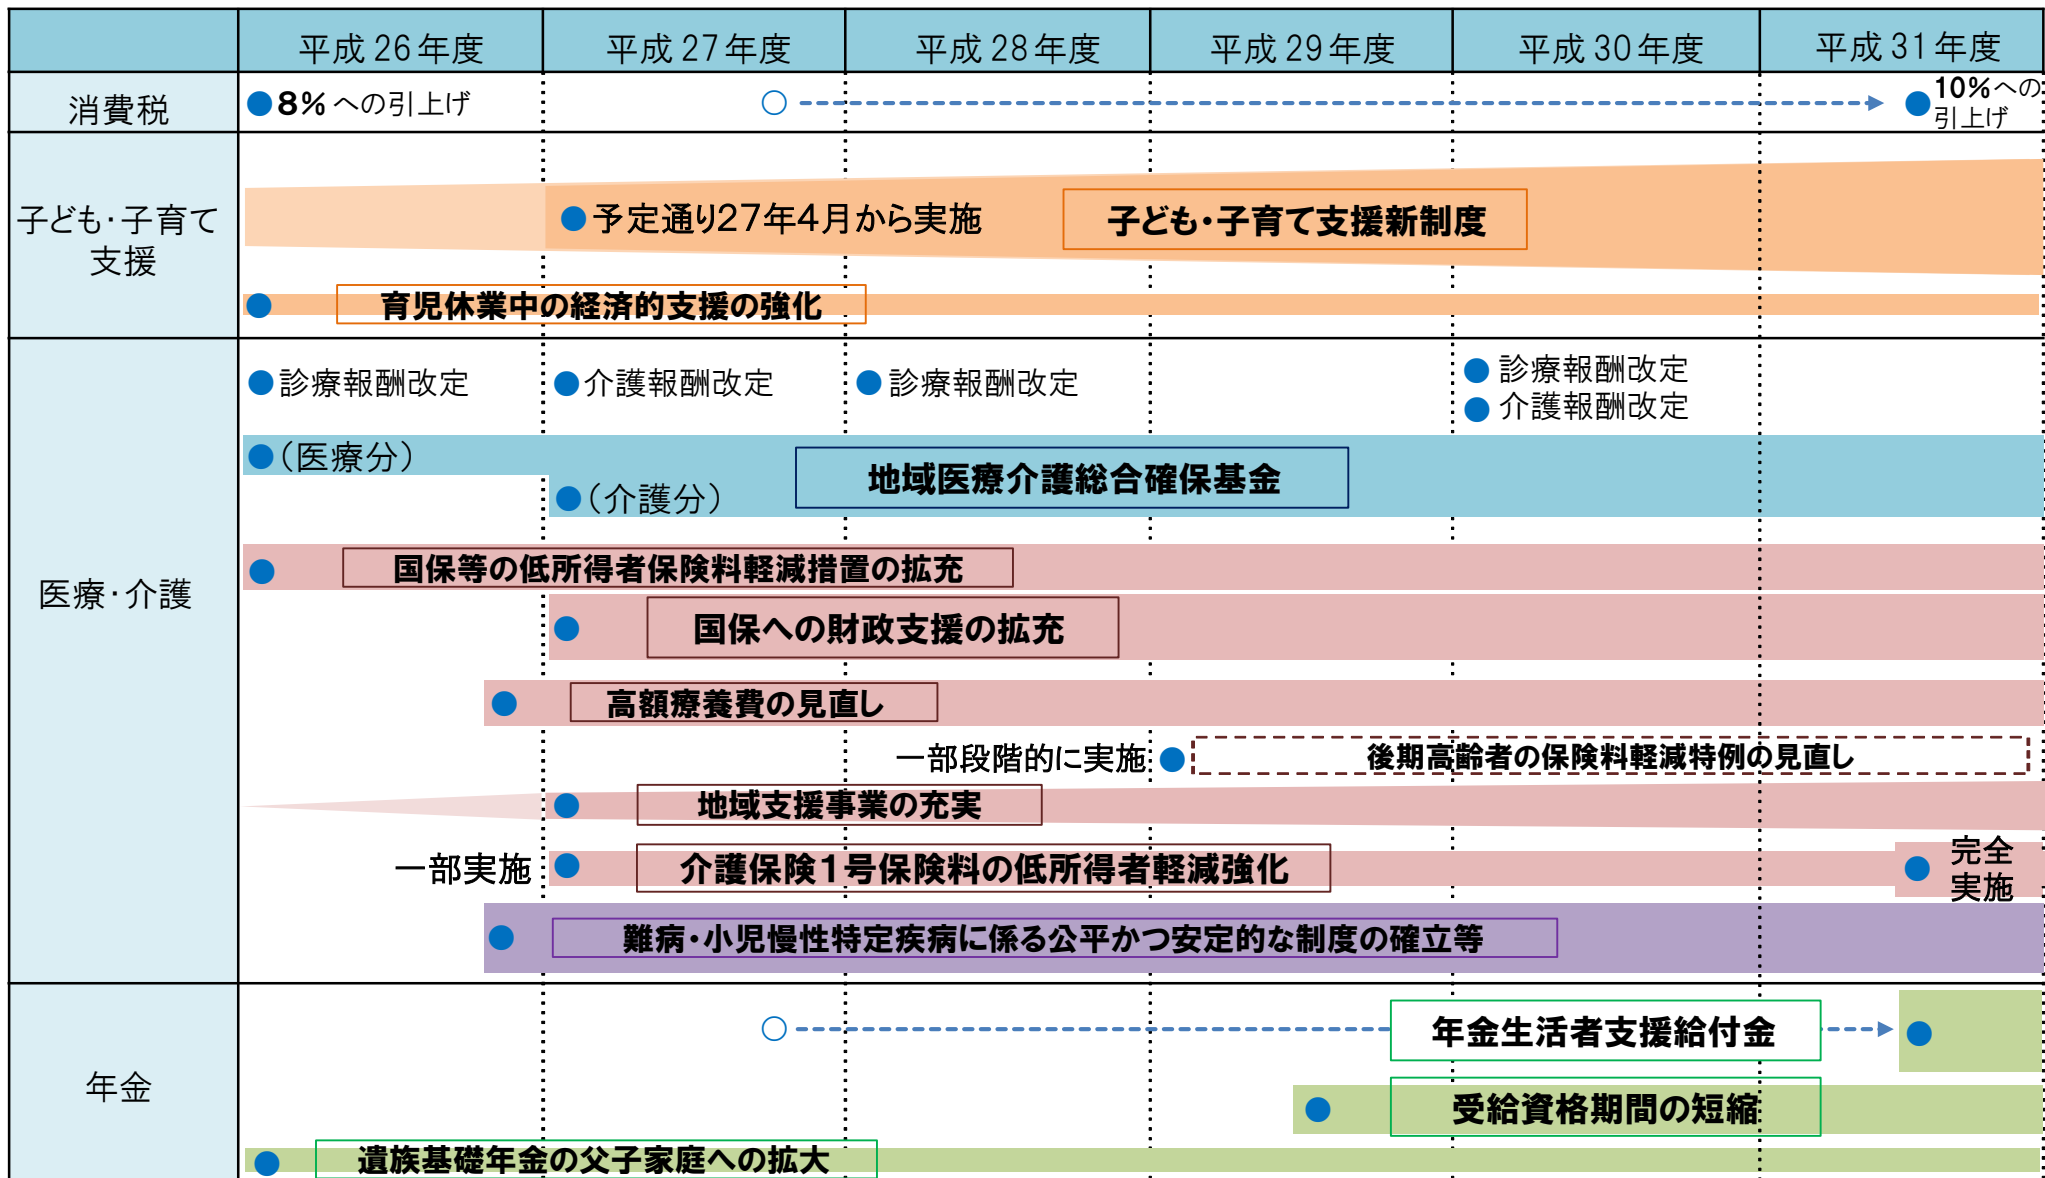 平成26年度
平成27年度
平成28年度
平成29年度
平成30年度
平成31年度
消費税
8%への引上げ
10%への
引上げ
子ども・子育て
支援
予定通り27年4月から実施
子ども・子育て支援新制度
育児休業中の経済的支援の強化
医療・介護
診療報酬改定
介護報酬改定
診療報酬改定
診療報酬改定
介護報酬改定
(医療分)
(介護分)
地域医療介護総合確保基金
国保等の低所得者保険料軽減措置の拡充
国保への財政支援の拡充
高額療養費の見直し
一部段階的に実施
後期高齢者の保険料軽減特例の見直し
地域支援事業の充実
一部実施
介護保険1号保険料の低所得者軽減強化
完全
実施
難病・小児慢性特定疾病に係る公平かつ安定的な制度の確立等
年金
年金生活者支援給付金
受給資格期間の短縮
遺族基礎年金の父子家庭への拡大